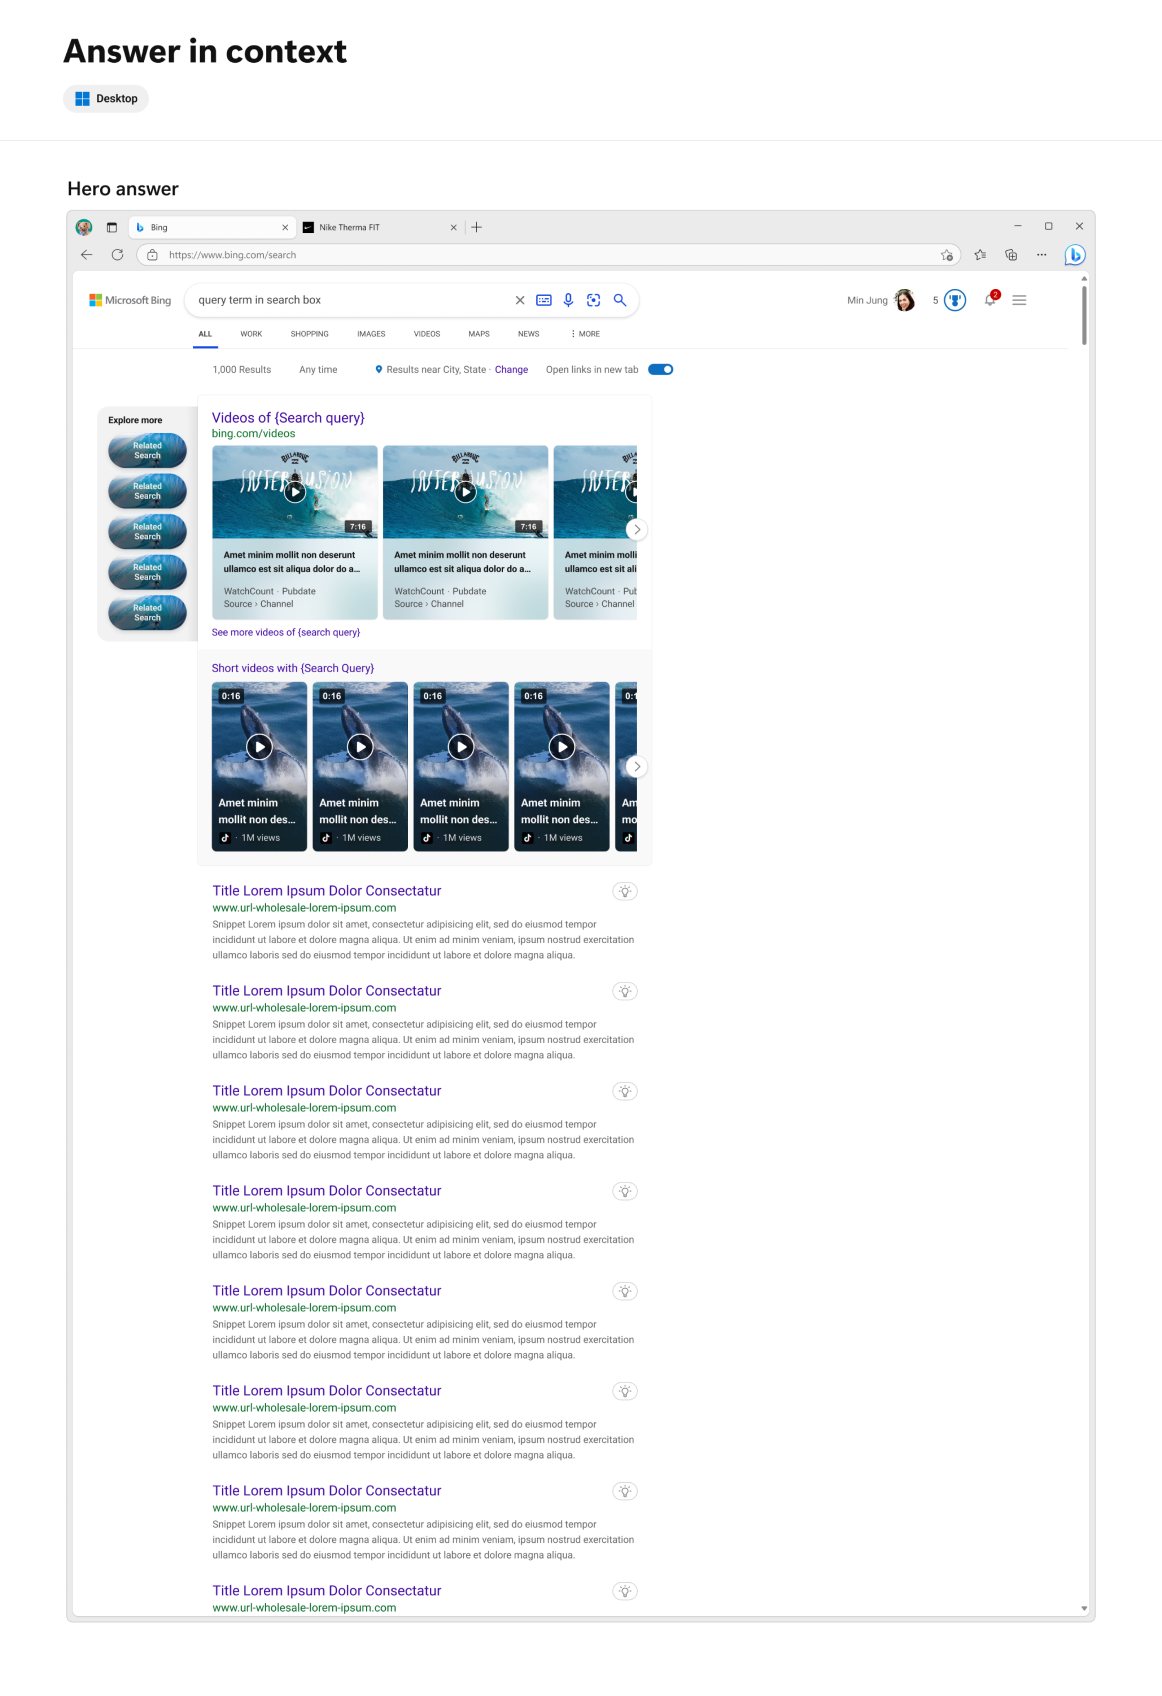 Answer in context
Desktop
Hero answer
Bing
Nike Therma FIT
https://www.bing.com/search
Microsoft Bing
query term in search box
Min Jung
5
2
ALL
WORK
SHOPPING
IMAGES
VIDEOS
MAPS
NEWS
MORE
1,000 Results
Any time
Results near City, State · Change
Open links in new tab
Explore more
Related
Search
Related
Search
Related
Search
Related
Search
Related
Search
Videos of {Search query}
bing.com/videos
BILLABONG
7:16
Amet minim mollit non deserunt
ullamco est sit aliqua dolor do a...
WatchCount · Pubdate
Source › Channel
BILLABONG
7:16
Amet minim mollit non deserunt
ullamco est sit aliqua dolor do a...
WatchCount · Pubdate
Source › Channel
Amet minim molli
ullamco est sit ali
WatchCount · Pub
Source › Channel
See more videos of {search query}
Short videos with {Search Query}
0:16
Amet minim
mollit non des...
· 1M views
0:16
Amet minim
mollit non des...
· 1M views
0:16
Amet minim
mollit non des...
· 1M views
0:16
Amet minim
mollit non des...
· 1M views
0:1
Am
mo
Title Lorem Ipsum Dolor Consectatur
www.url-wholesale-lorem-ipsum.com
Snippet Lorem ipsum dolor sit amet, consectetur adipisicing elit, sed do eiusmod tempor
incididunt ut labore et dolore magna aliqua. Ut enim ad minim veniam, ipsum nostrud exercitation
ullamco laboris sed do eiusmod tempor incididunt ut labore et dolore magna aliqua.
Title Lorem Ipsum Dolor Consectatur
www.url-wholesale-lorem-ipsum.com
Snippet Lorem ipsum dolor sit amet, consectetur adipisicing elit, sed do eiusmod tempor
incididunt ut labore et dolore magna aliqua. Ut enim ad minim veniam, ipsum nostrud exercitation
ullamco laboris sed do eiusmod tempor incididunt ut labore et dolore magna aliqua.
Title Lorem Ipsum Dolor Consectatur
www.url-wholesale-lorem-ipsum.com
Snippet Lorem ipsum dolor sit amet, consectetur adipisicing elit, sed do eiusmod tempor
incididunt ut labore et dolore magna aliqua. Ut enim ad minim veniam, ipsum nostrud exercitation
ullamco laboris sed do eiusmod tempor incididunt ut labore et dolore magna aliqua.
Title Lorem Ipsum Dolor Consectatur
www.url-wholesale-lorem-ipsum.com
Snippet Lorem ipsum dolor sit amet, consectetur adipisicing elit, sed do eiusmod tempor
incididunt ut labore et dolore magna aliqua. Ut enim ad minim veniam, ipsum nostrud exercitation
ullamco laboris sed do eiusmod tempor incididunt ut labore et dolore magna aliqua.
Title Lorem Ipsum Dolor Consectatur
www.url-wholesale-lorem-ipsum.com
Snippet Lorem ipsum dolor sit amet, consectetur adipisicing elit, sed do eiusmod tempor
incididunt ut labore et dolore magna aliqua. Ut enim ad minim veniam, ipsum nostrud exercitation
ullamco laboris sed do eiusmod tempor incididunt ut labore et dolore magna aliqua.
Title Lorem Ipsum Dolor Consectatur
www.url-wholesale-lorem-ipsum.com
Snippet Lorem ipsum dolor sit amet, consectetur adipisicing elit, sed do eiusmod tempor
incididunt ut labore et dolore magna aliqua. Ut enim ad minim veniam, ipsum nostrud exercitation
ullamco laboris sed do eiusmod tempor incididunt ut labore et dolore magna aliqua.
Title Lorem Ipsum Dolor Consectatur
www.url-wholesale-lorem-ipsum.com
Snippet Lorem ipsum dolor sit amet, consectetur adipisicing elit, sed do eiusmod tempor
incididunt ut labore et dolore magna aliqua. Ut enim ad minim veniam, ipsum nostrud exercitation
ullamco laboris sed do eiusmod tempor incididunt ut labore et dolore magna aliqua.
Title Lorem Ipsum Dolor Consectatur
www.url-wholesale-lorem-ipsum.com